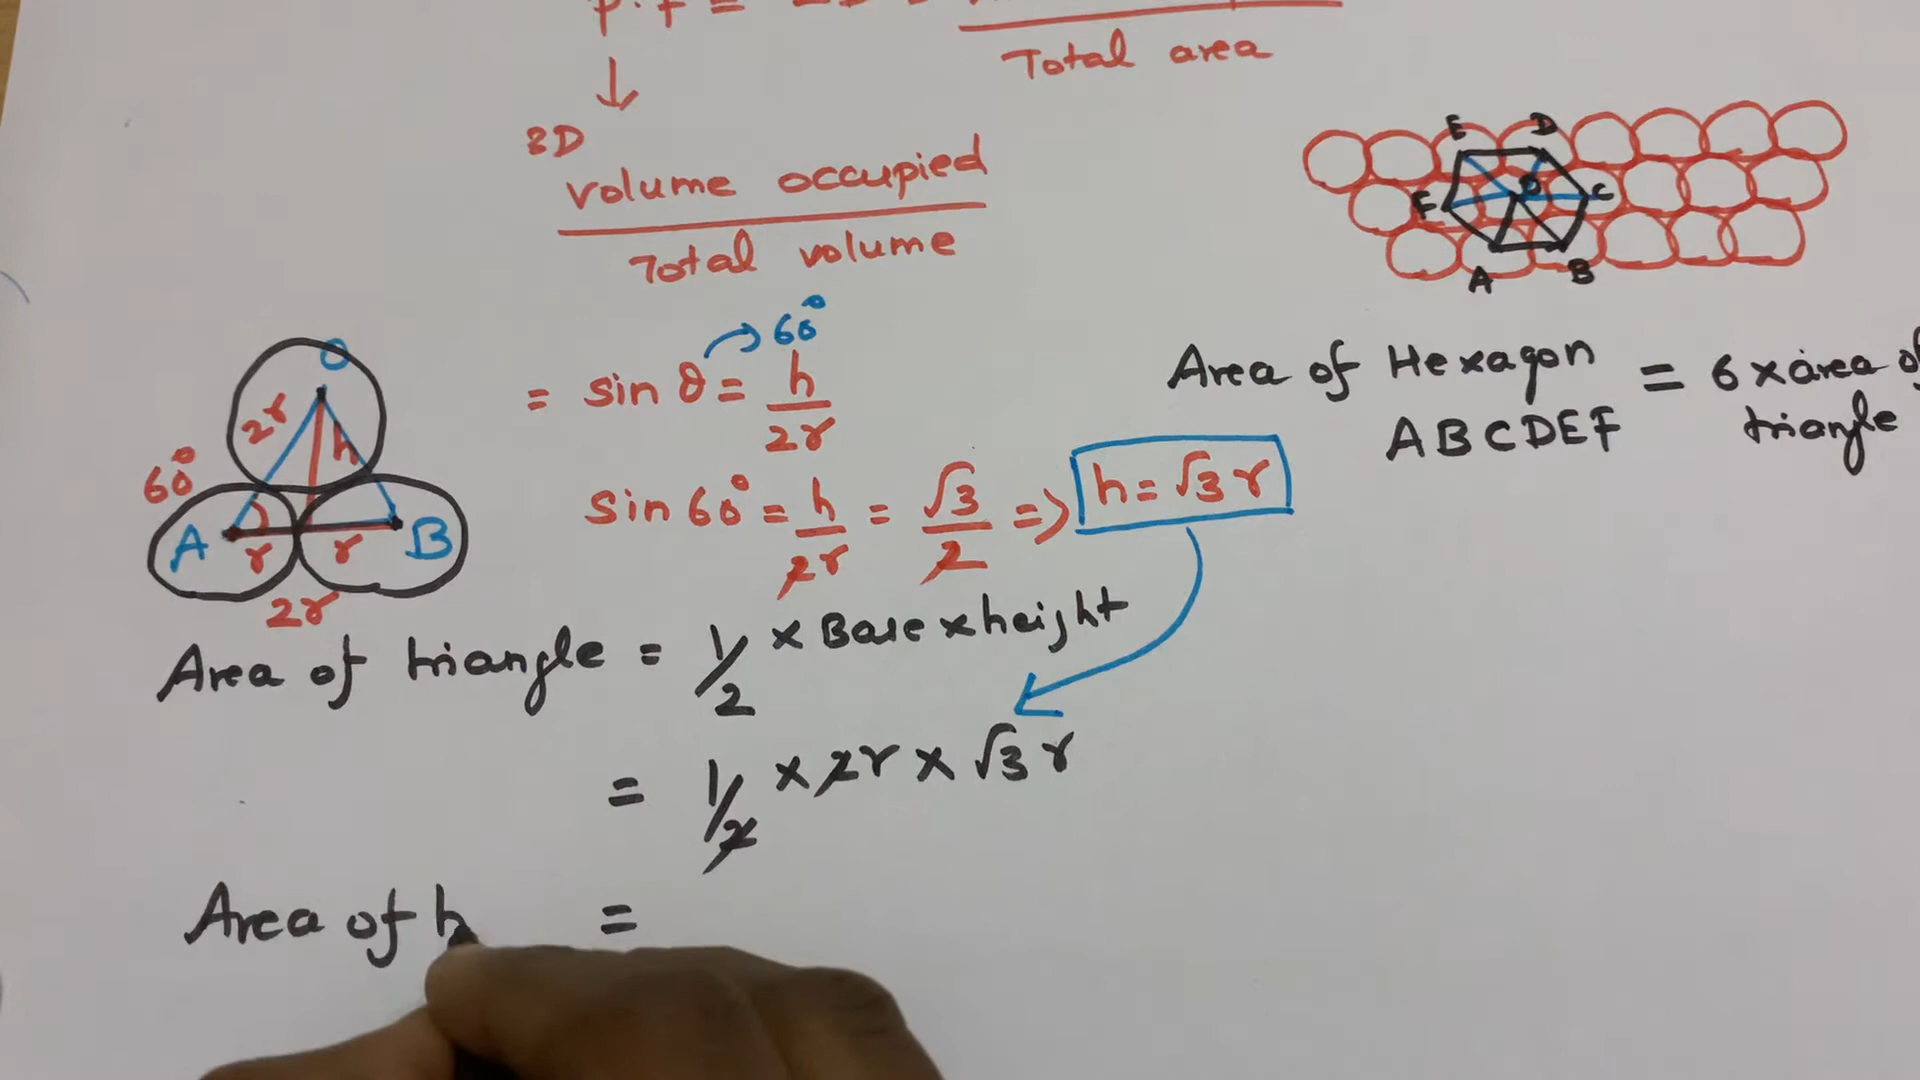 Total area
3D
volume occupied
Total volume
E D
F O C
A B
= sin θ = h/2r → 60°
Area of Hexagon ABCDEF = 6 × area of triangle
O
2r h
60°
A r r B
2r
sin 60° = h/2r = √3/2 => h = √3 r
Area of triangle = 1/2 × Base × height
= 1/2 × 2r × √3 r
Area of h =